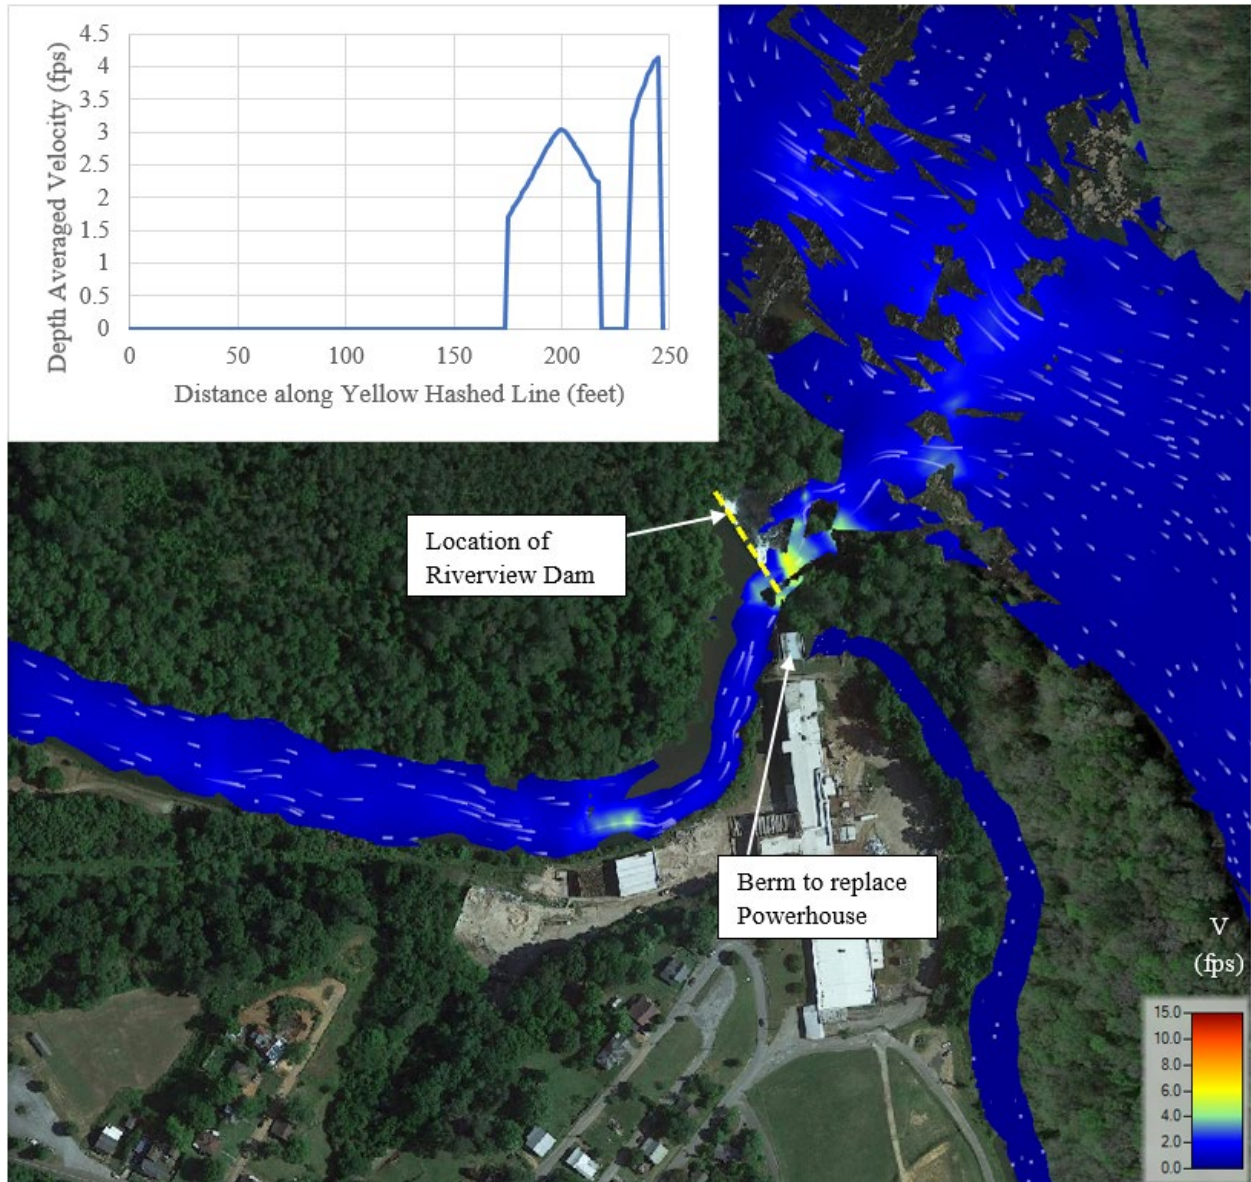 4.5
4
3.5
3
2.5
2
1.5
1
0.5
0
Depth Averaged Velocity (fps)
0 50 100 150 200 250
Distance along Yellow Hashed Line (feet)
Location of
Riverview Dam
Berm to replace
Powerhouse
V
(fps)
15.0
10.0
8.0
6.0
4.0
2.0
0.0